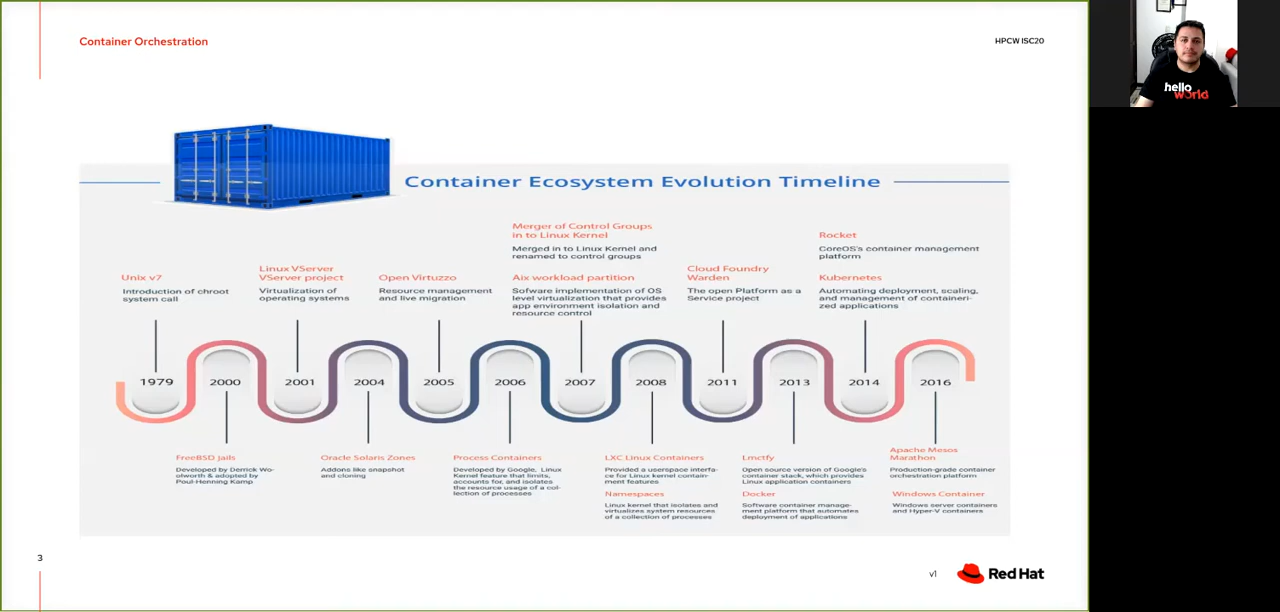 Container Orchestration
HPCW ISC20
hello
world
Container Ecosystem Evolution Timeline
Unix v7
Introduction of chroot
system call
Linux VServer
VServer project
Virtualization of
operating systems
Open Virtuzzo
Resource management
and live migration
Merger of Control Groups
in to Linux Kernel
Merged in to Linux Kernel and
renamed to control groups
Aix workload partition
Sofware implementation of OS
level virtualization that provides
app environment isolation and
resource control
Cloud Foundry
Warden
The open Platform as a
Service project
Rocket
CoreOS's container management
platform
Kubernetes
Automating deployment, scaling,
and management of containeri-
zed applications
1979
2000
2001
2004
2005
2006
2007
2008
2011
2013
2014
2016
FreeBSD Jails
Developed by Derrick Wo-
olworth & adopted by
Poul-Henning Kamp
Oracle Solaris Zones
Addons like snapshot
and cloning
Process Containers
Developed by Google, Linux
Kernel feature that limits,
accounts for, and isolates
the resource usage of a col-
lection of processes
LXC Linux Containers
Provided a userspace interfa-
ce for Linux kernel contain-
ment features
Namespaces
Linux kernel that isolates and
virtualizes system resources
of a collection of processes
Lmctfy
Open source version of Google's
container stack, which provides
Linux application containers
Docker
Software container manage-
ment platform that automates
deployment of applications
Apache Mesos
Marathon
Production-grade container
orchestration platform
Windows Container
Windows server containers
and Hyper-V containers
3
v1
Red Hat